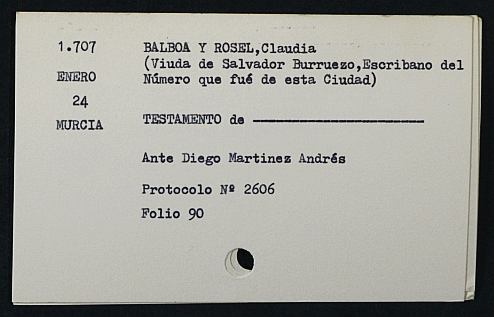 1.707
ENERO
24
MURCIA
BALBOA Y ROSEL,Claudia
(Viuda de Salvador Burruezo,Escribano del
Número que fué de esta Ciudad)
TESTAMENTO de
Ante Diego Martinez Andrés
Protocolo Nº 2606
Folio 90